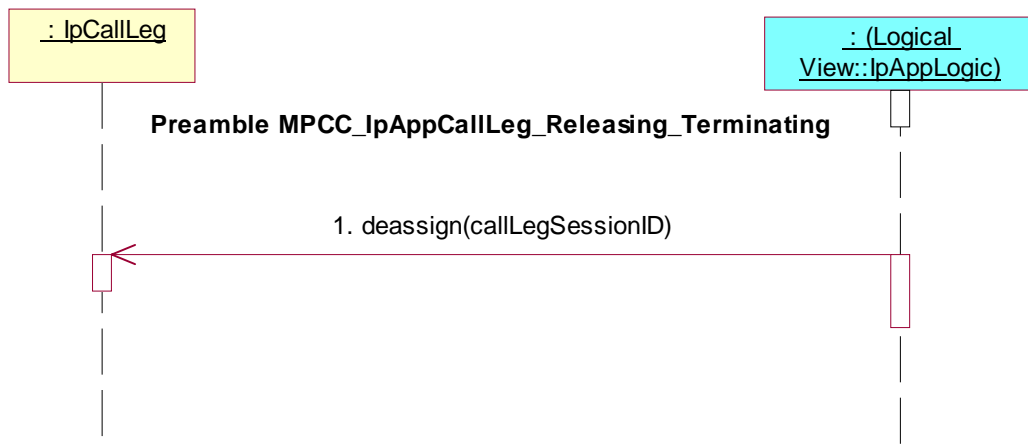 : IpCallLeg
: (Logical
View::IpAppLogic)
Preamble MPCC_IpAppCallLeg_Releasing_Terminating
1. deassign(callLegSessionID)